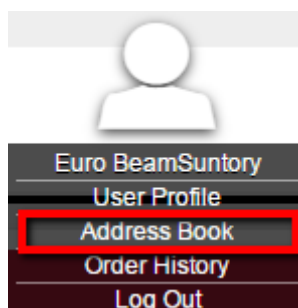 Euro BeamSuntory
User Profile
Address Book
Order History
Log Out